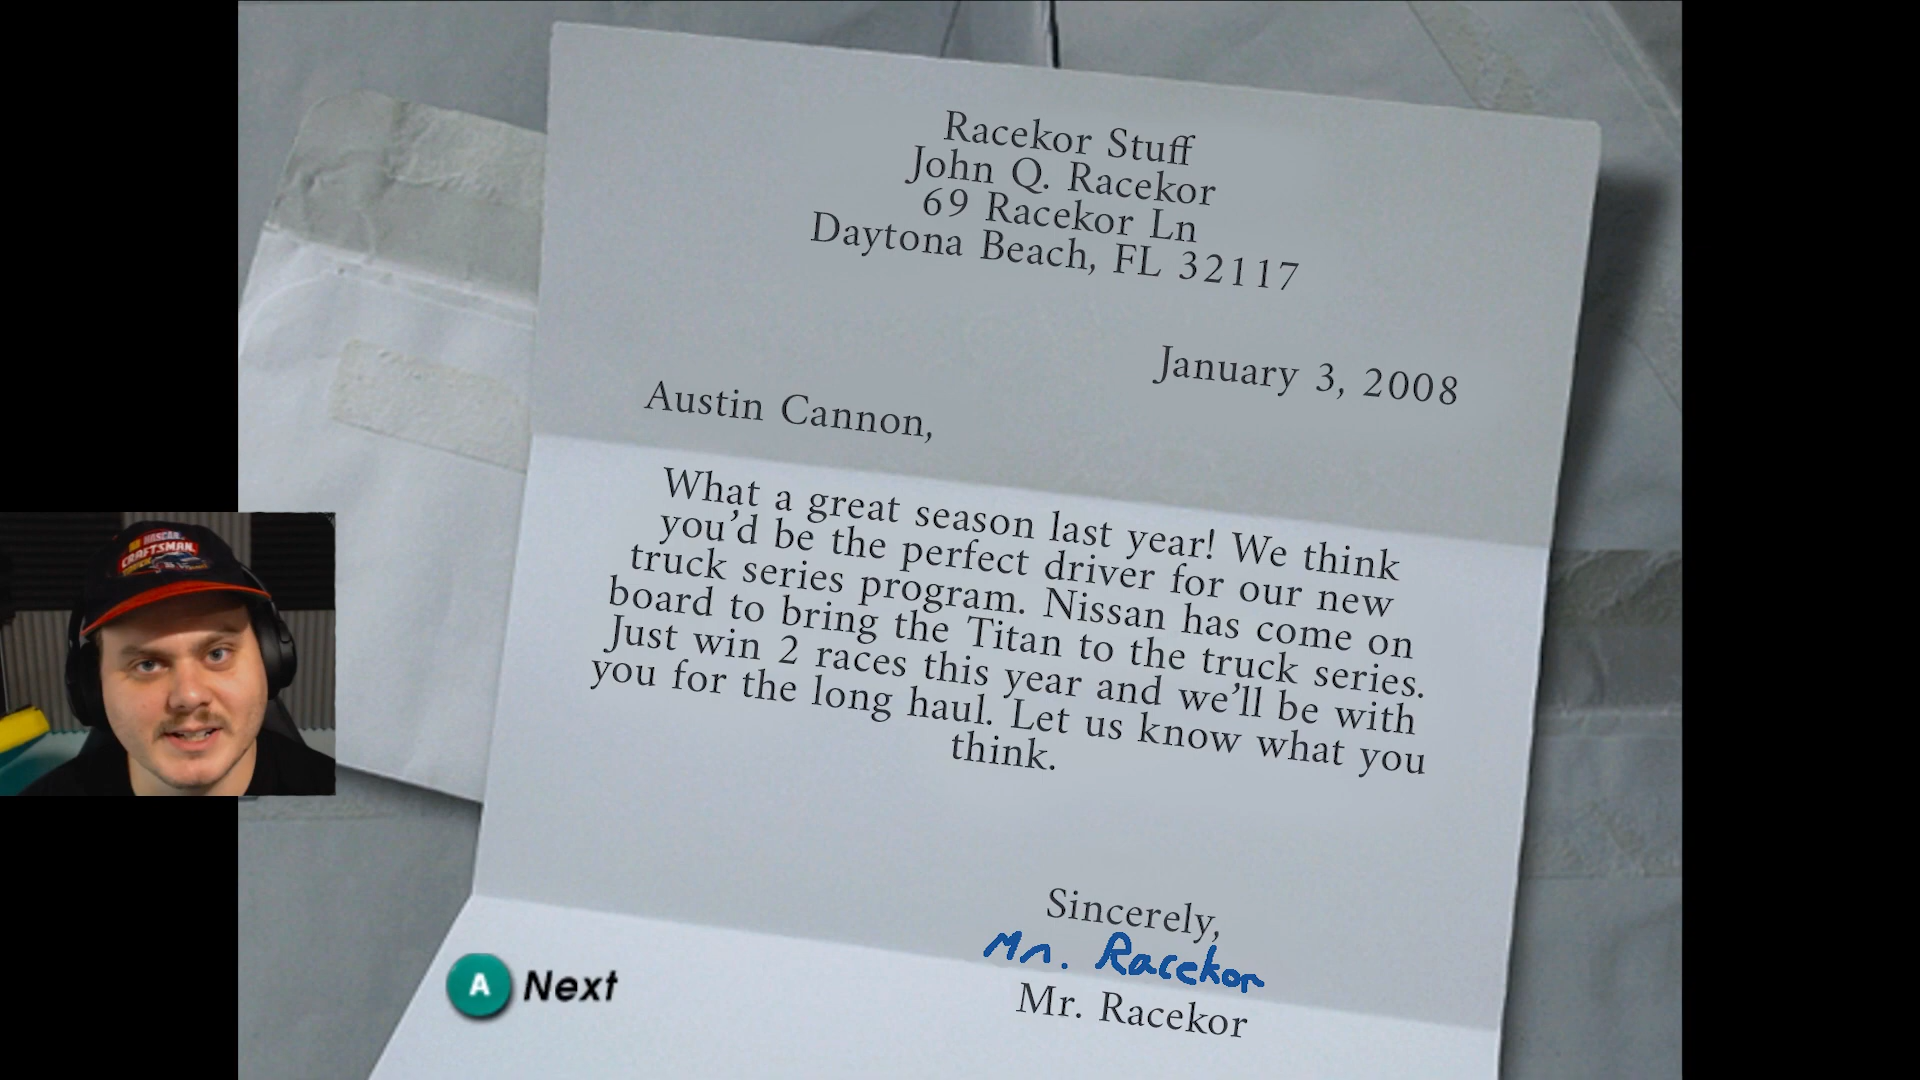 Racekor Stuff
John Q. Racekor
69 Racekor Ln
Daytona Beach, FL 32117
January 3, 2008
Austin Cannon,
What a great season last year! We think
you'd be the perfect driver for our new
truck series program. Nissan has come on
board to bring the Titan to the truck series.
Just win 2 races this year and we'll be with
you for the long haul. Let us know what you
think.
NASCAR
CRAFTSMAN
Sincerely,
Mr. Racekor
Mr. Racekor
A Next